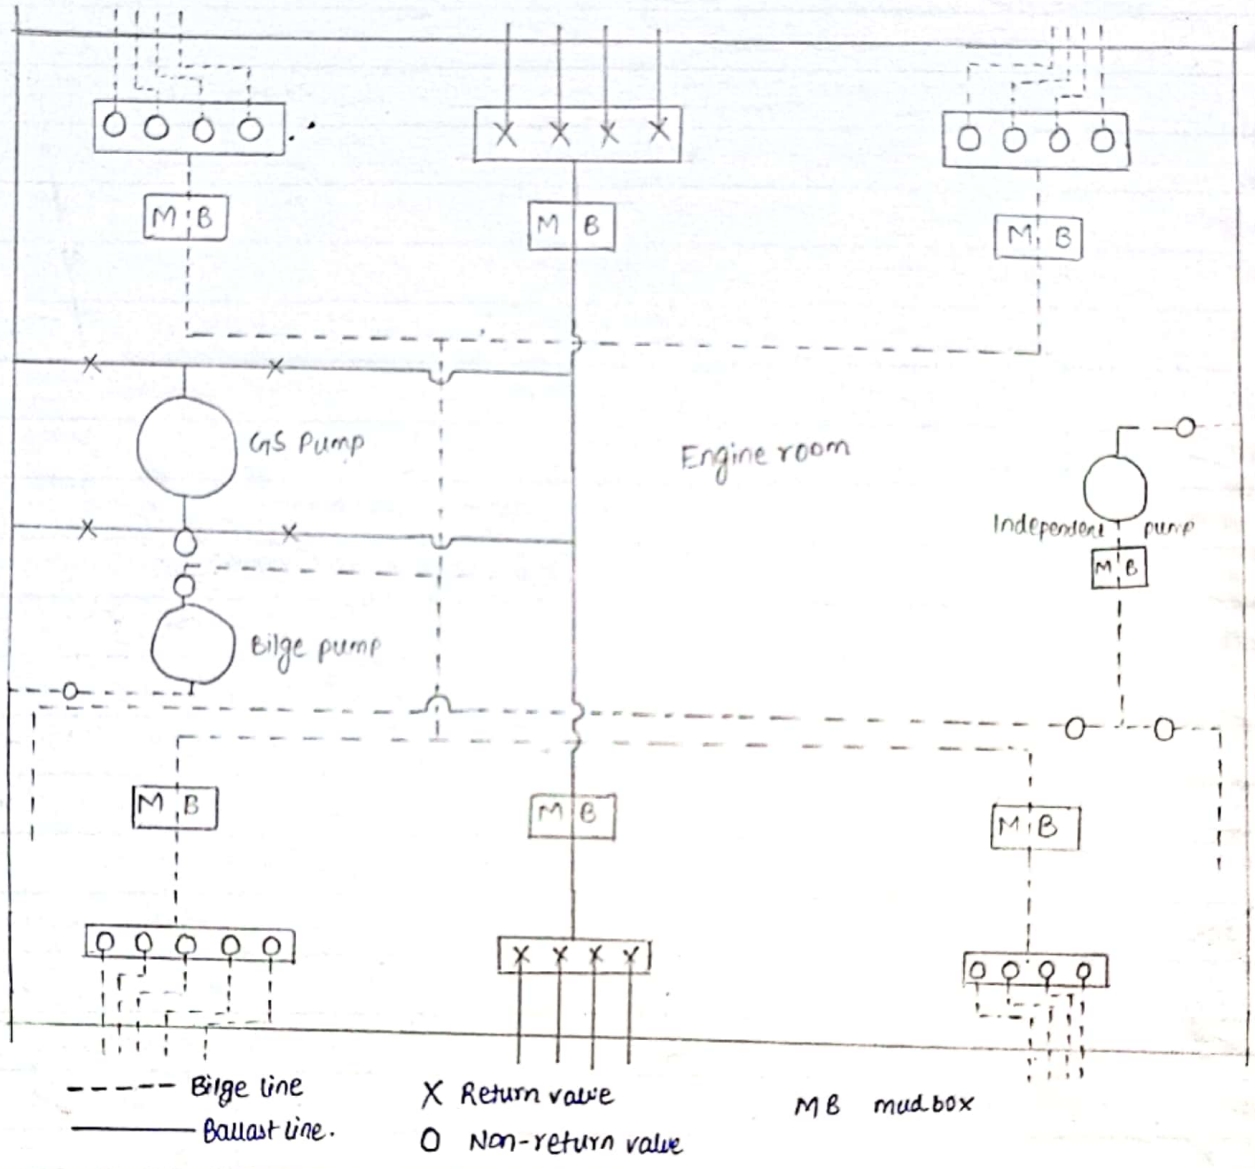 M B
M B
M B
GS Pump
Engine room
Independent pump
M B
Bilge pump
M B
M B
M B
Bilge line
X Return valve
MB mudbox
Ballast line.
O Non-return valve